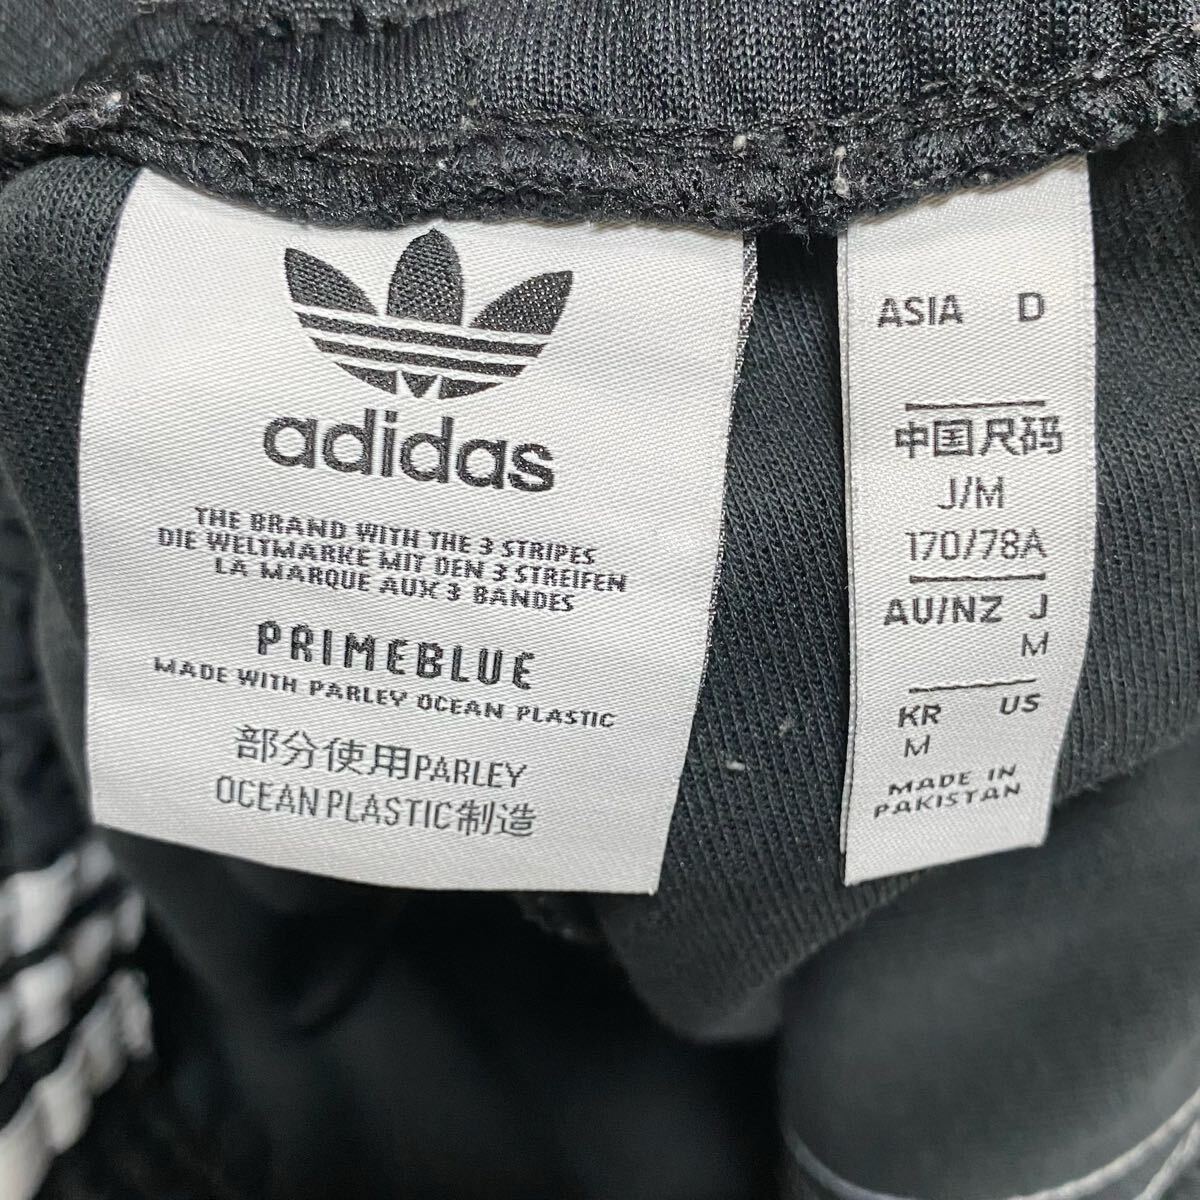 adidas
THE BRAND WITH THE 3 STRIPES
DIE WELTMARKE MIT DEN 3 STREIFEN
LA MARQUE AUX 3 BANDES
PRIMEBLUE
MADE WITH PARLEY OCEAN PLASTIC
部分使用PARLEY
OCEAN PLASTIC制造
ASIA D
中国尺码
J/M
170/78A
AU/NZ J
M
KR US
M
MADE IN
PAKISTAN